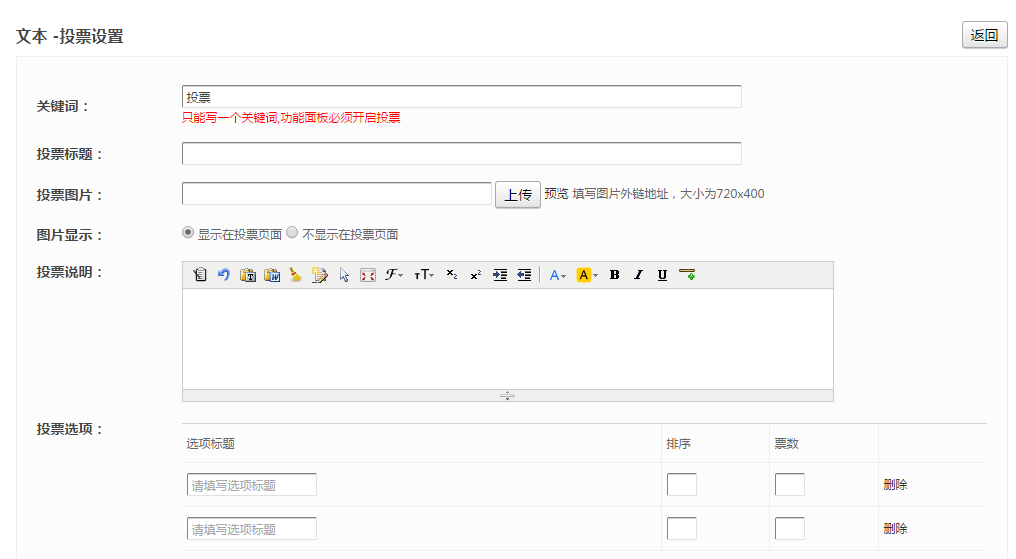 文本 -投票设置
返回
关键词：
投票
只能写一个关键词,功能面板必须开启投票
投票标题：
投票图片：
上传 预览 填写图片外链地址，大小为720x400
图片显示：
显示在投票页面 不显示在投票页面
投票说明：
投票选项：
选项标题 排序 票数
请填写选项标题 删除
请填写选项标题 删除